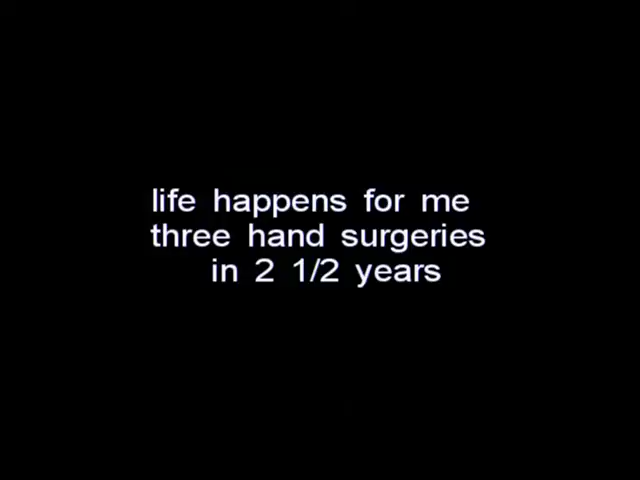 life happens for me
three hand surgeries
in 2 1/2 years